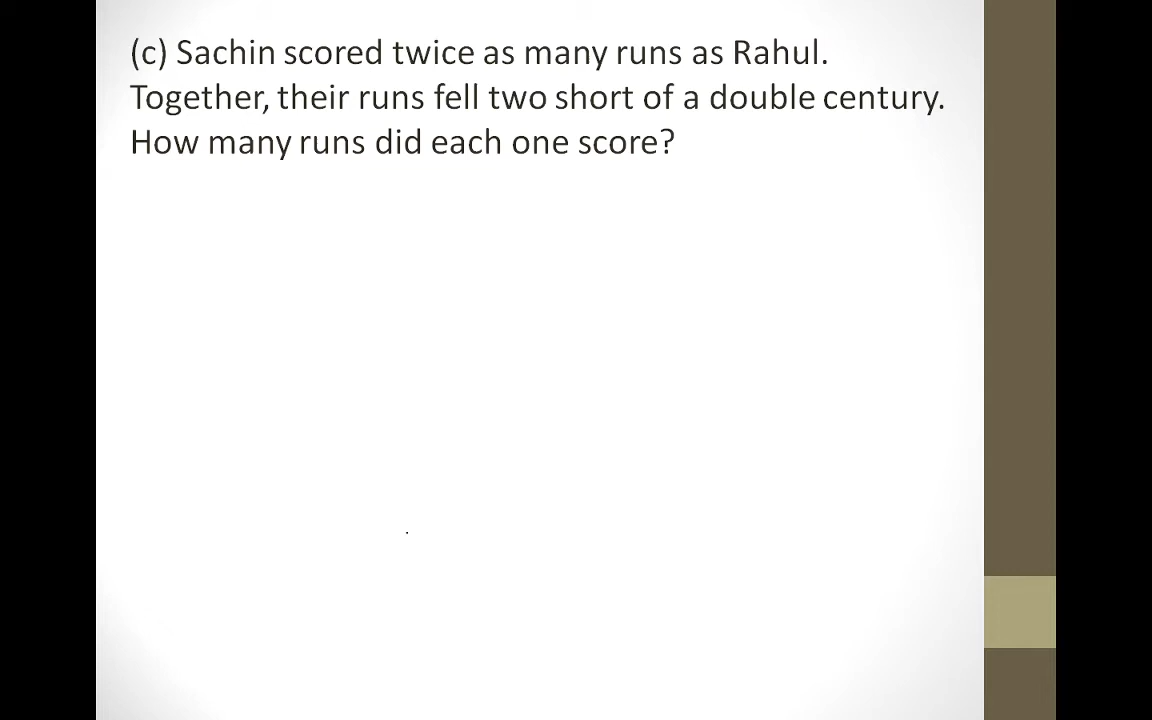 (c) Sachin scored twice as many runs as Rahul.
Together, their runs fell two short of a double century.
How many runs did each one score?